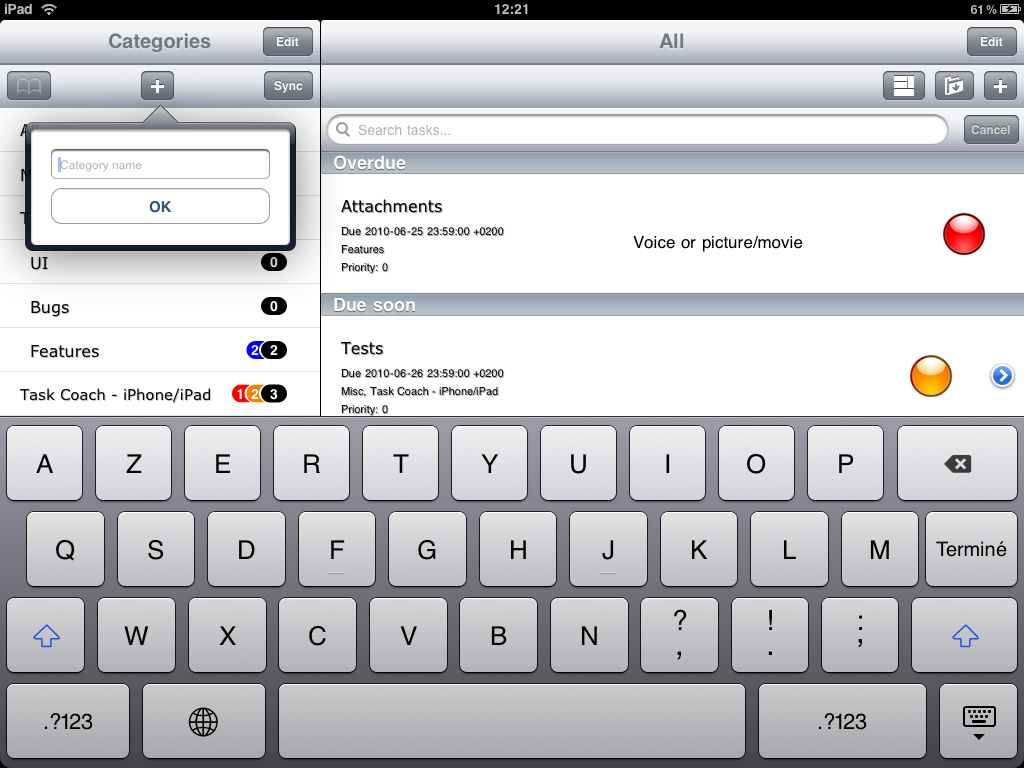 iPad 12:21 61 %
Categories Edit All Edit
Sync
Search tasks... Cancel
Category name
OK
Overdue
Attachments
Due 2010-06-25 23:59:00 +0200
Features
Priority: 0
Voice or picture/movie
UI 0
Bugs 0
Features 2 2
Task Coach - iPhone/iPad 1 2 3
Due soon
Tests
Due 2010-06-26 23:59:00 +0200
Misc, Task Coach - iPhone/iPad
Priority: 0
A Z E R T Y U I O P
Q S D F G H J K L M Terminé
W X C V B N ? , ! . : ;
.?123 .?123